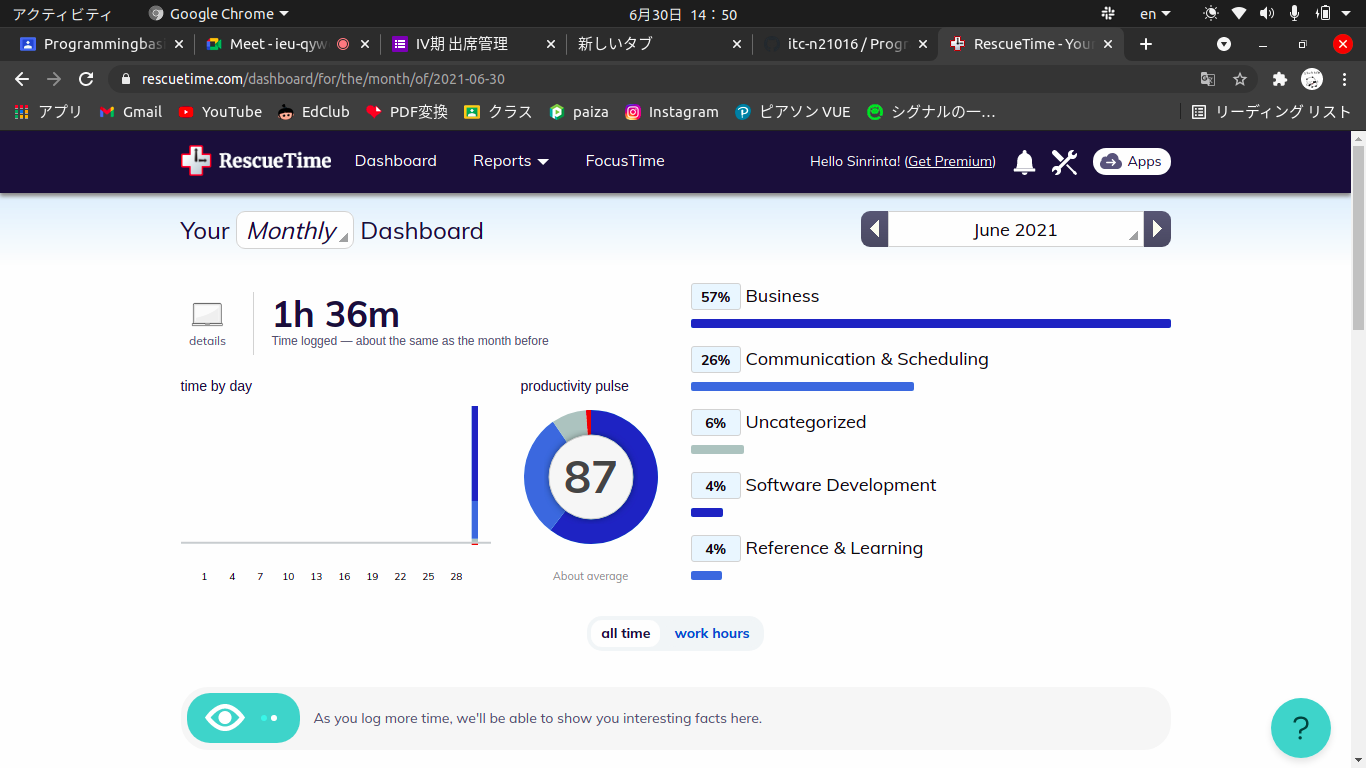 アクティビティ Google Chrome 6月30日 14：50 en
Programmingbasi Meet - ieu-qyw IV期 出席管理 新しいタブ itc-n21016 / Progr RescueTime - Your
rescuetime.com/dashboard/for/the/month/of/2021-06-30
アプリ Gmail YouTube EdClub PDF変換 クラス paiza Instagram ピアソン VUE シグナルの一… リーディング リスト
RescueTime Dashboard Reports FocusTime Hello Sinrinta! (Get Premium) Apps
Your Monthly Dashboard June 2021
details
1h 36m
Time logged — about the same as the month before
time by day
1 4 7 10 13 16 19 22 25 28
productivity pulse
87
About average
57% Business
26% Communication & Scheduling
6% Uncategorized
4% Software Development
4% Reference & Learning
all time work hours
As you log more time, we'll be able to show you interesting facts here.
?